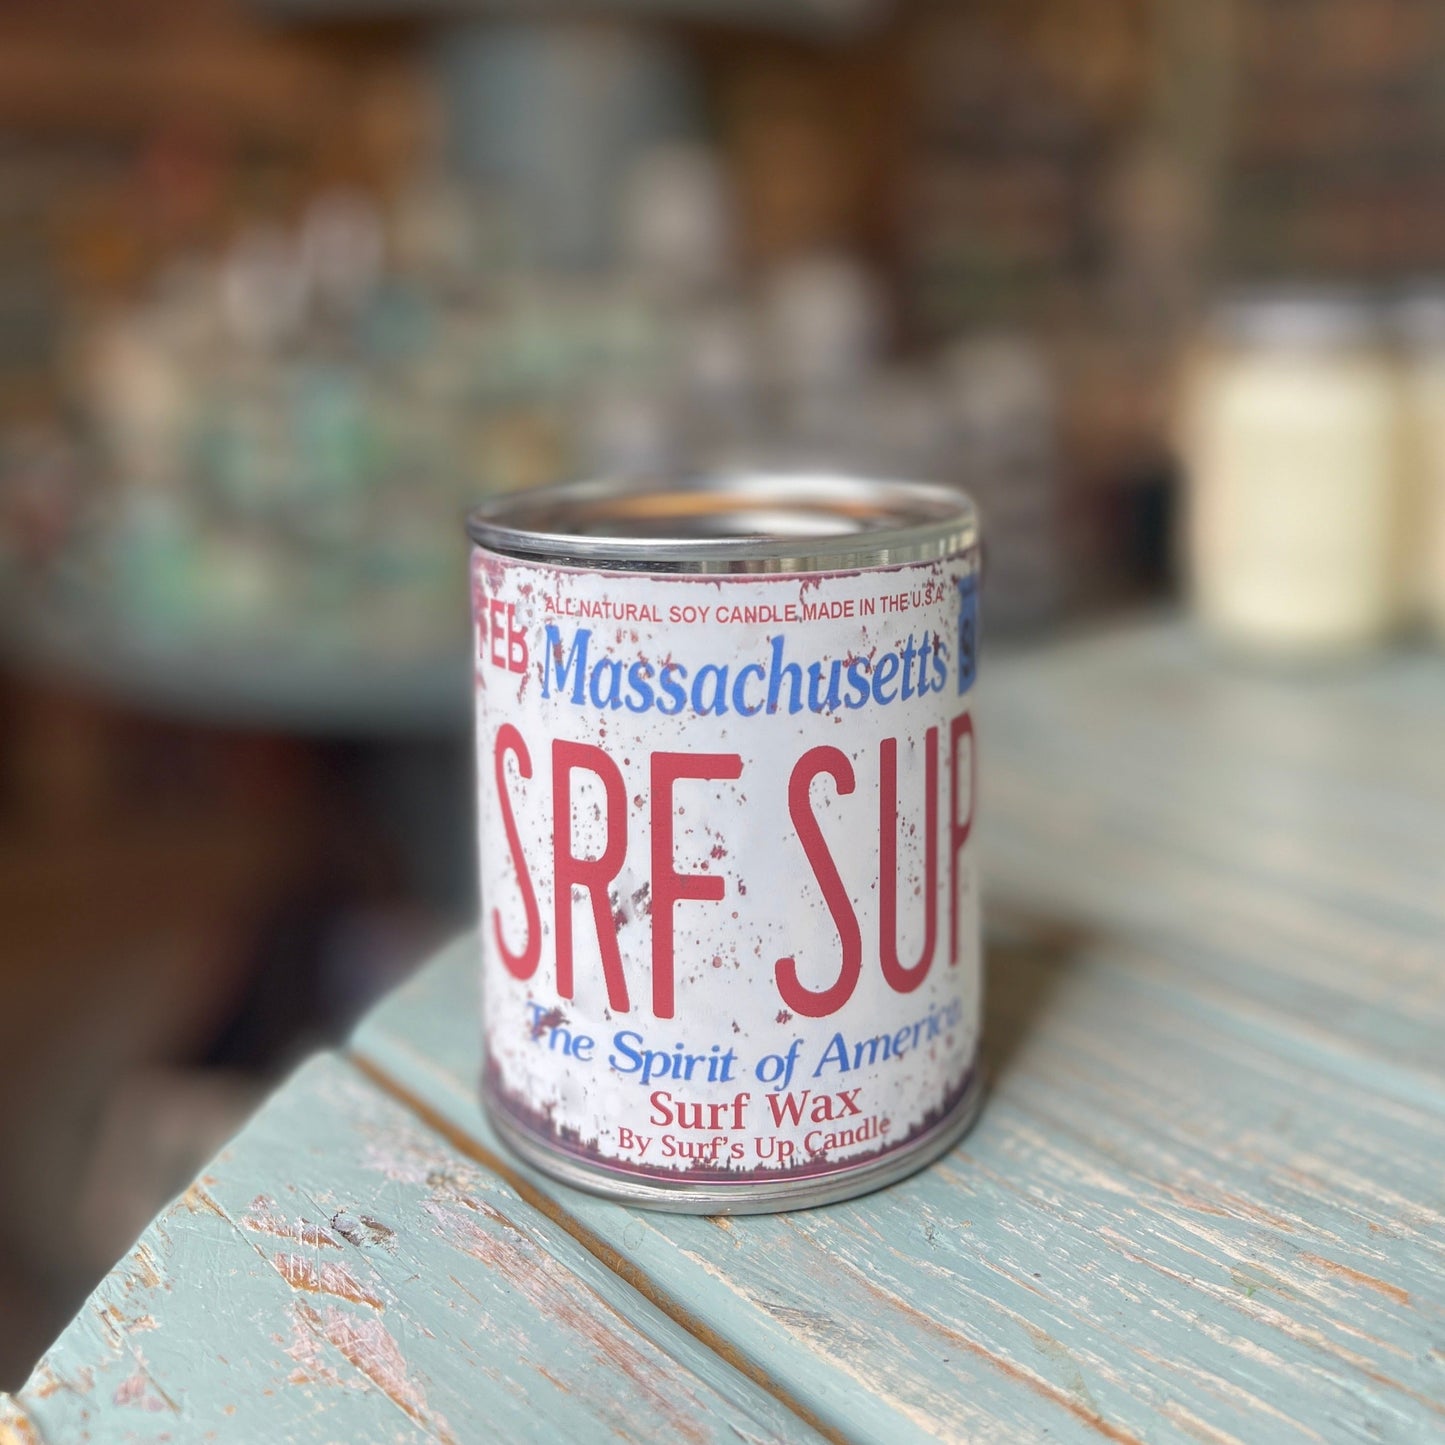 ALL NATURAL SOY CANDLE MADE IN THE U.S.A.
FEB Massachusetts
SRF SUP
The Spirit of America
Surf Wax
By Surf's Up Candle